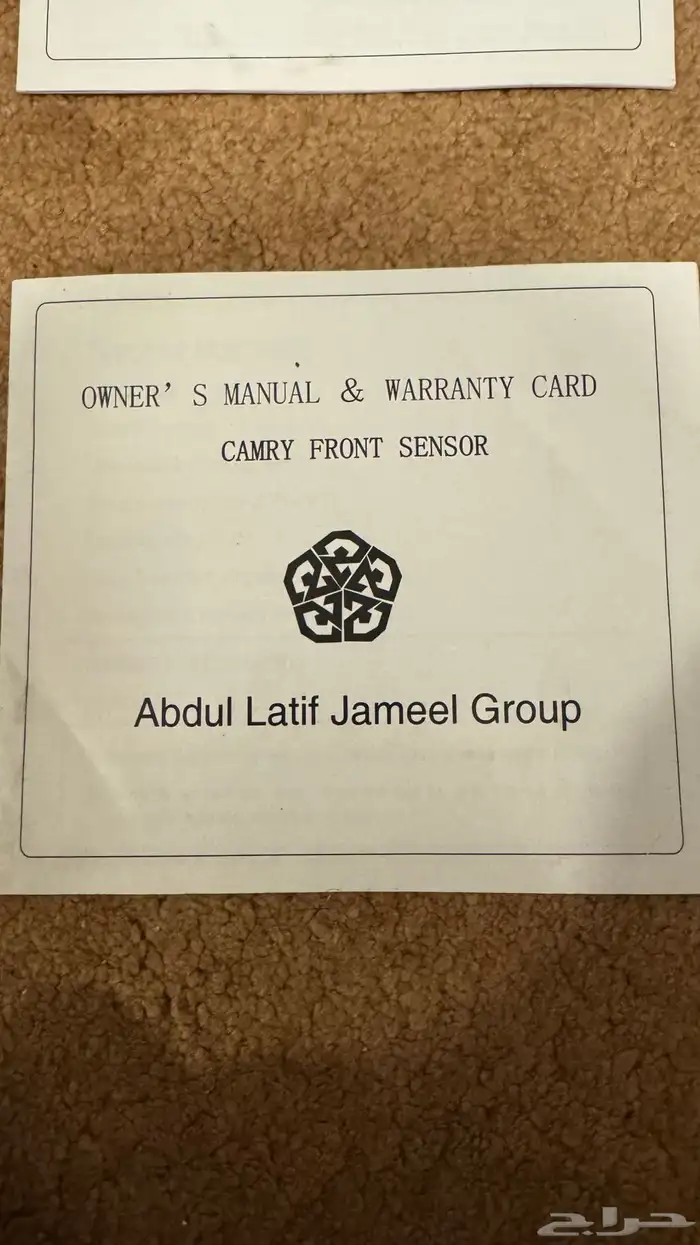 OWNER'S MANUAL & WARRANTY CARD
CAMRY FRONT SENSOR
Abdul Latif Jameel Group
حراج